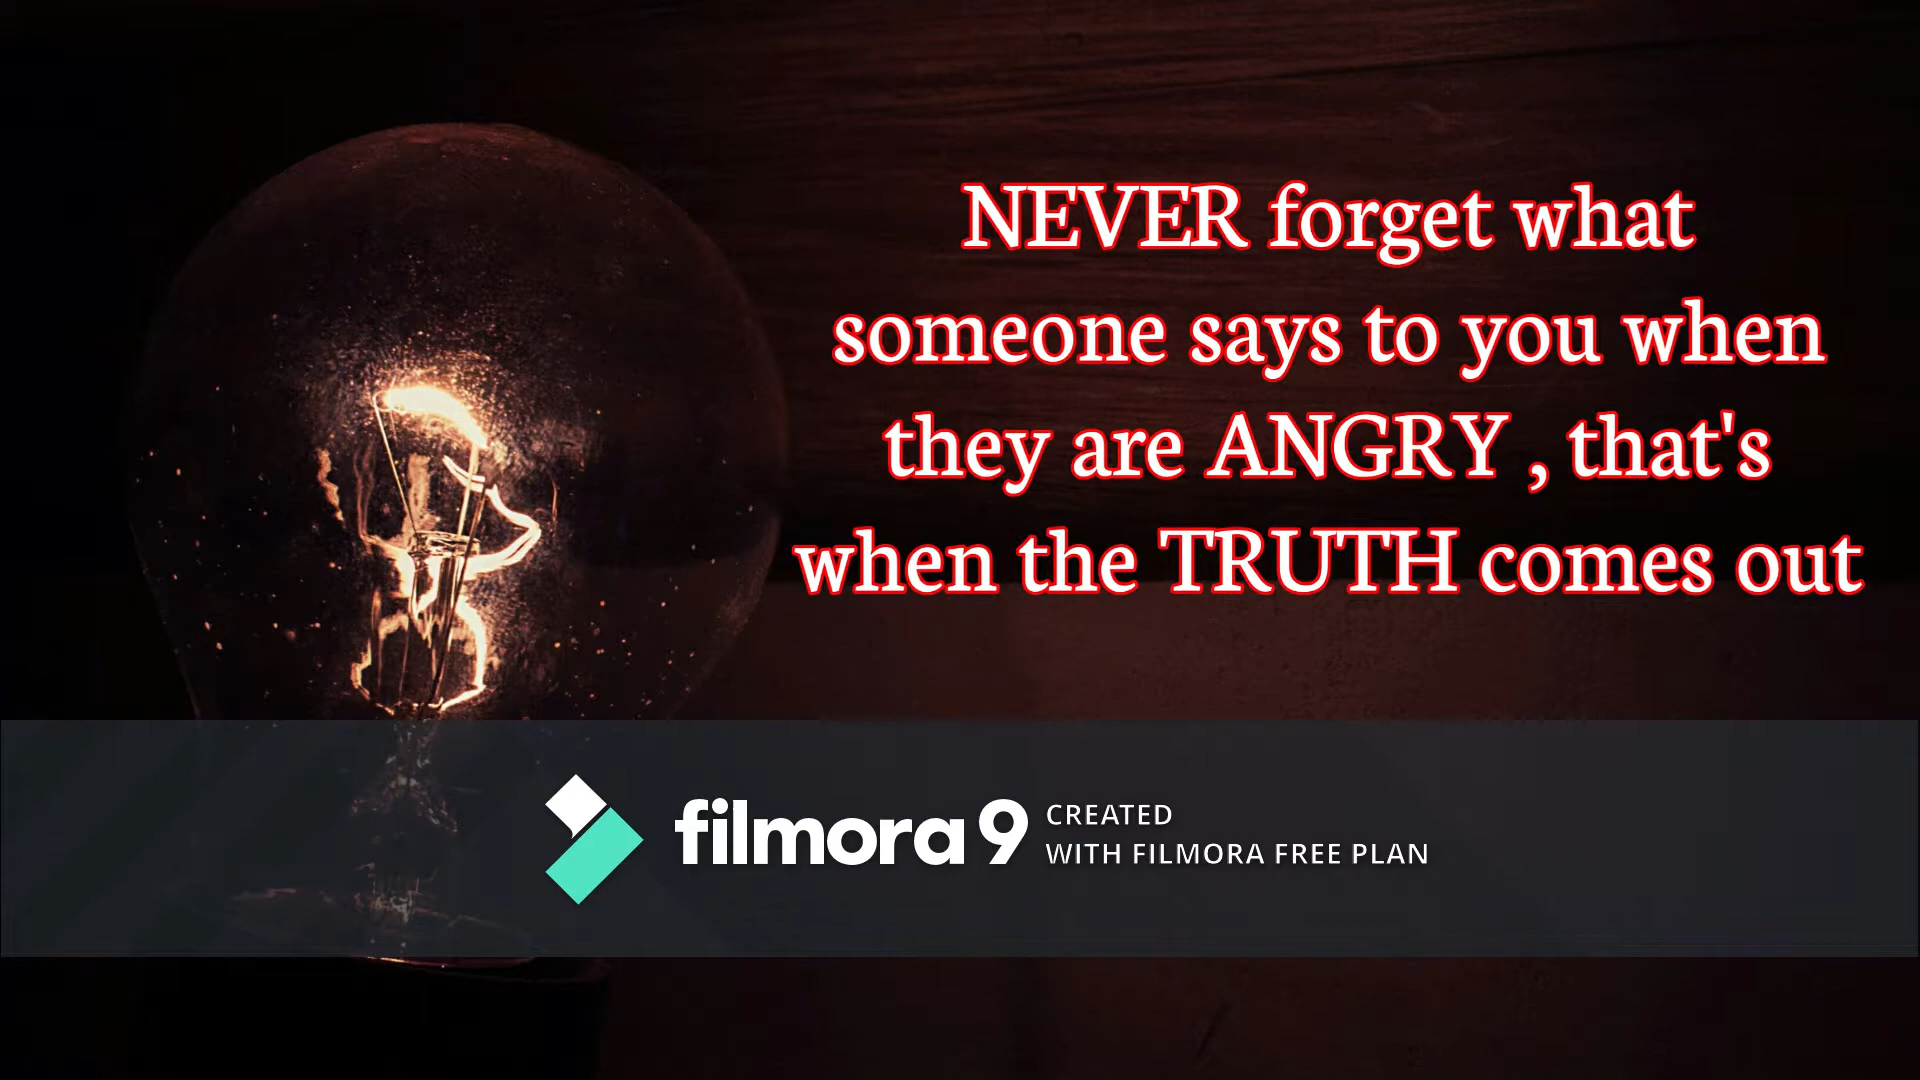 NEVER forget what
someone says to you when
they are ANGRY , that's
when the TRUTH comes out
filmora 9
CREATED
WITH FILMORA FREE PLAN